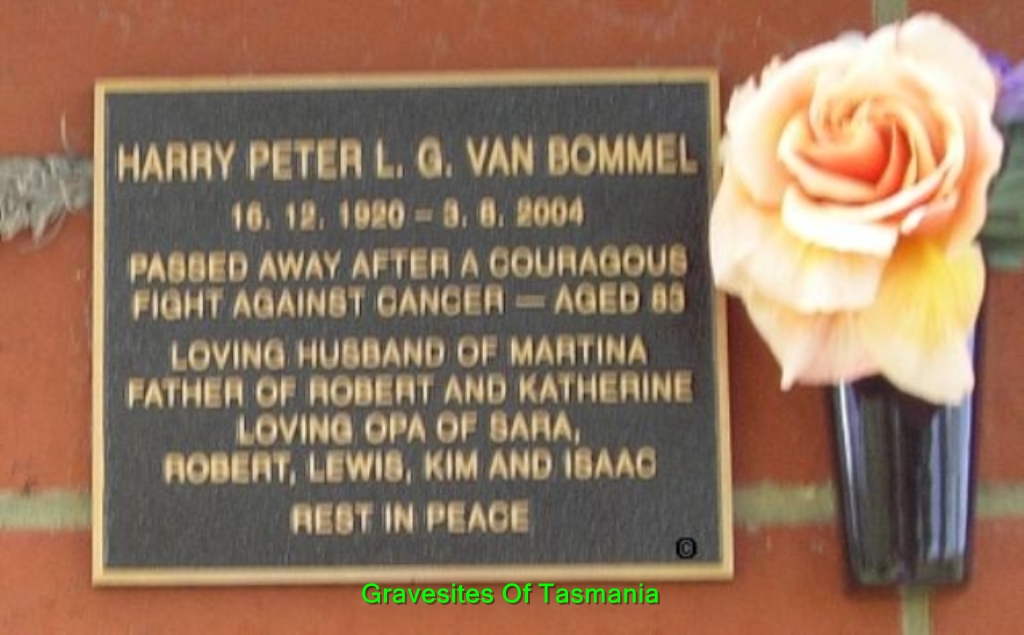 HARRY PETER L. G. VAN BOMMEL
16. 12. 1920 – 3. 6. 2004
PASSED AWAY AFTER A COURAGOUS
FIGHT AGAINST CANCER — AGED 83
LOVING HUSBAND OF MARTINA
FATHER OF ROBERT AND KATHERINE
LOVING OPA OF SARA,
ROBERT, LEWIS, KIM AND ISAAC
REST IN PEACE
©
Gravesites Of Tasmania